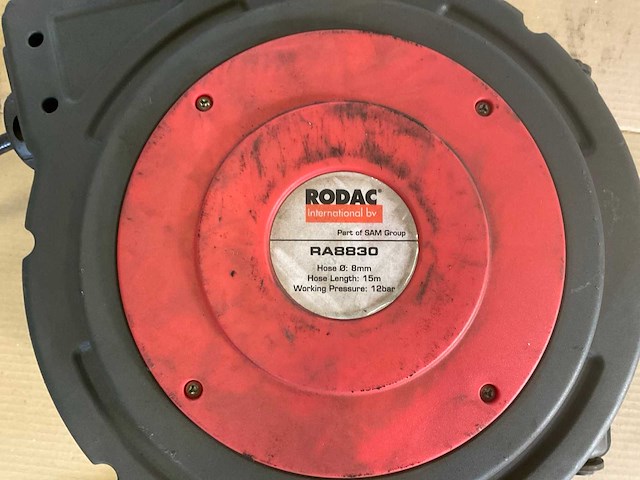 RODAC®
International bv
Part of SAM Group
RA8830
Hose Ø: 8mm
Hose Length: 15m
Working Pressure: 12bar